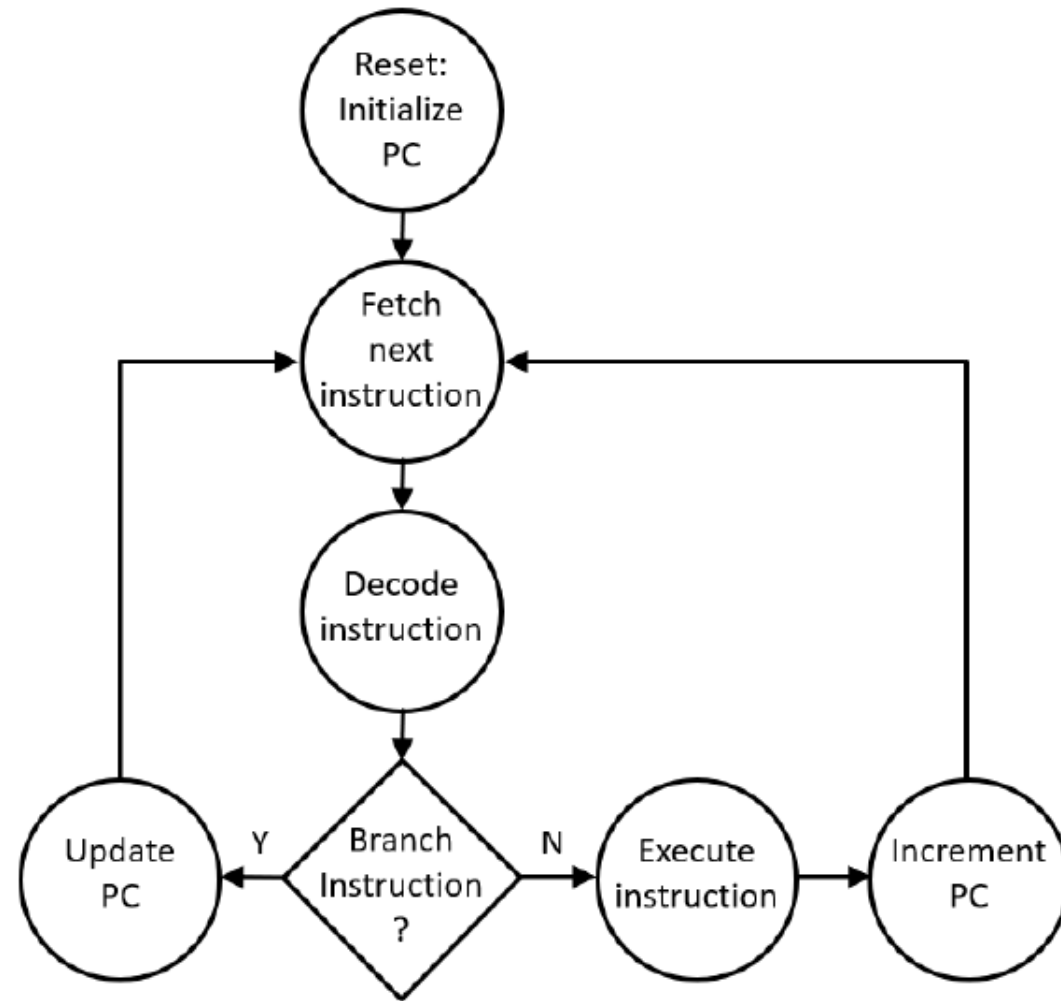 Reset:
Initialize
PC
Fetch
next
instruction
Decode
instruction
Update
PC
Y
Branch
Instruction
?
N
Execute
instruction
Increment
PC